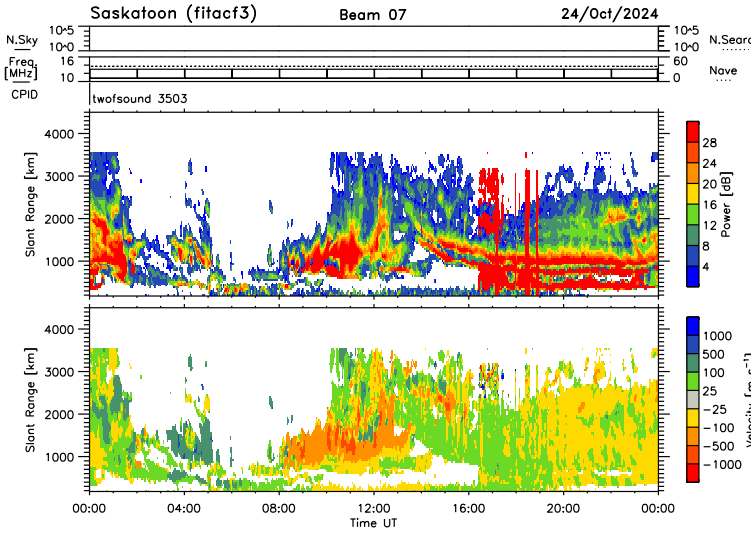 Saskatoon (fitacf3) Beam 07 24/Oct/2024
N.Sky 10^5 10^0 10^5 10^0 N.Sear
Freq. [MHz] 16 10 60 0 Nave
CPID twofsound 3503
Slant Range [km] 4000 3000 2000 1000
Power [dB] 28 24 20 16 12 8 4
Slant Range [km] 4000 3000 2000 1000
Velocity [m s⁻¹] 1000 500 100 25 -25 -100 -500 -1000
00:00 04:00 08:00 12:00 16:00 20:00 00:00
Time UT